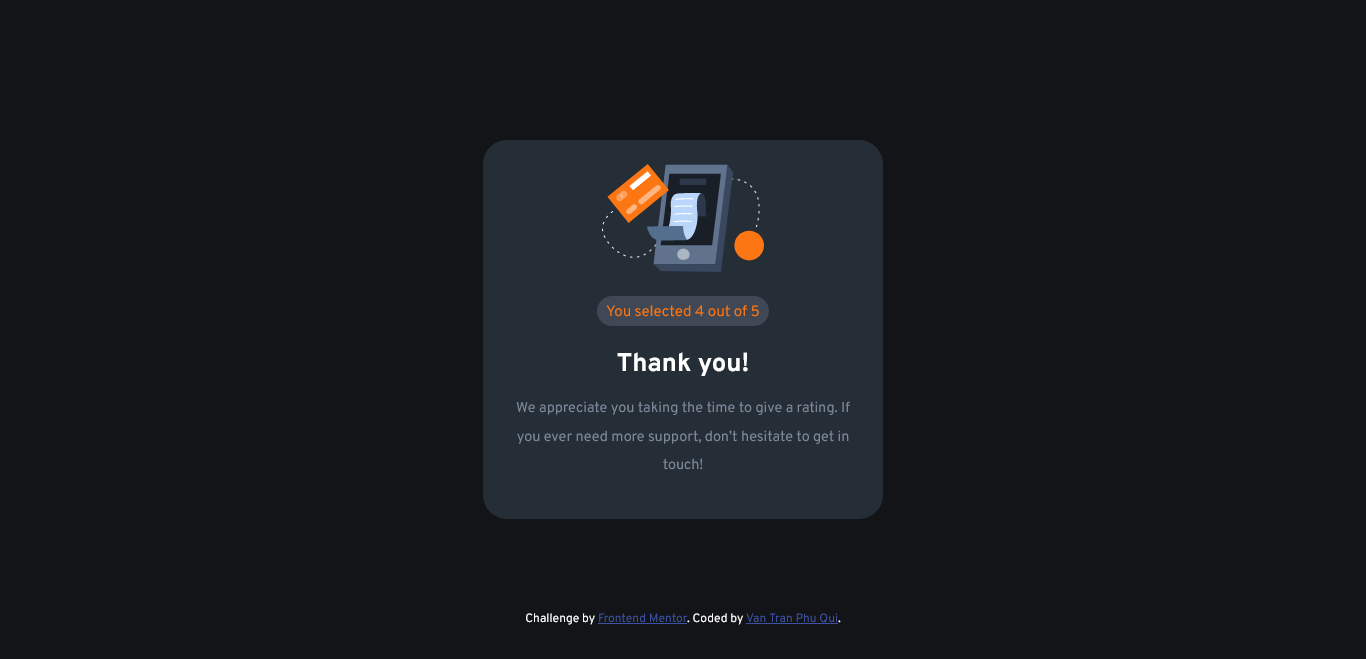 You selected 4 out of 5
Thank you!
We appreciate you taking the time to give a rating. If
you ever need more support, don’t hesitate to get in
touch!
Challenge by Frontend Mentor. Coded by Van Tran Phu Qui.